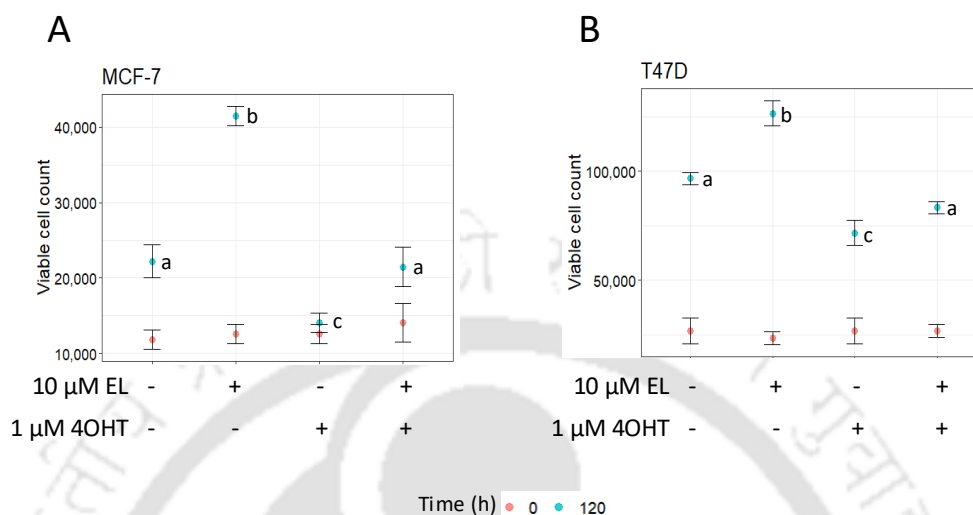 A
MCF-7
Viable cell count
40,000
30,000
20,000
10,000
b
a
a
c
10 µM EL - + - +
1 µM 4OHT - - + +
B
T47D
Viable cell count
100,000
50,000
b
a
a
c
10 µM EL - + - +
1 µM 4OHT - - + +
Time (h) 0 120